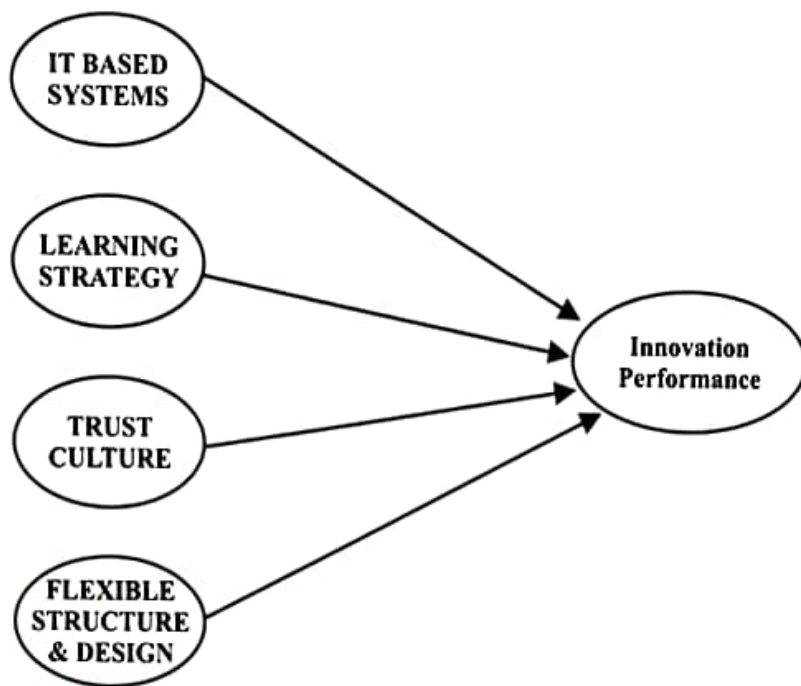 IT BASED
SYSTEMS
LEARNING
STRATEGY
Innovation
Performance
TRUST
CULTURE
FLEXIBLE
STRUCTURE
& DESIGN